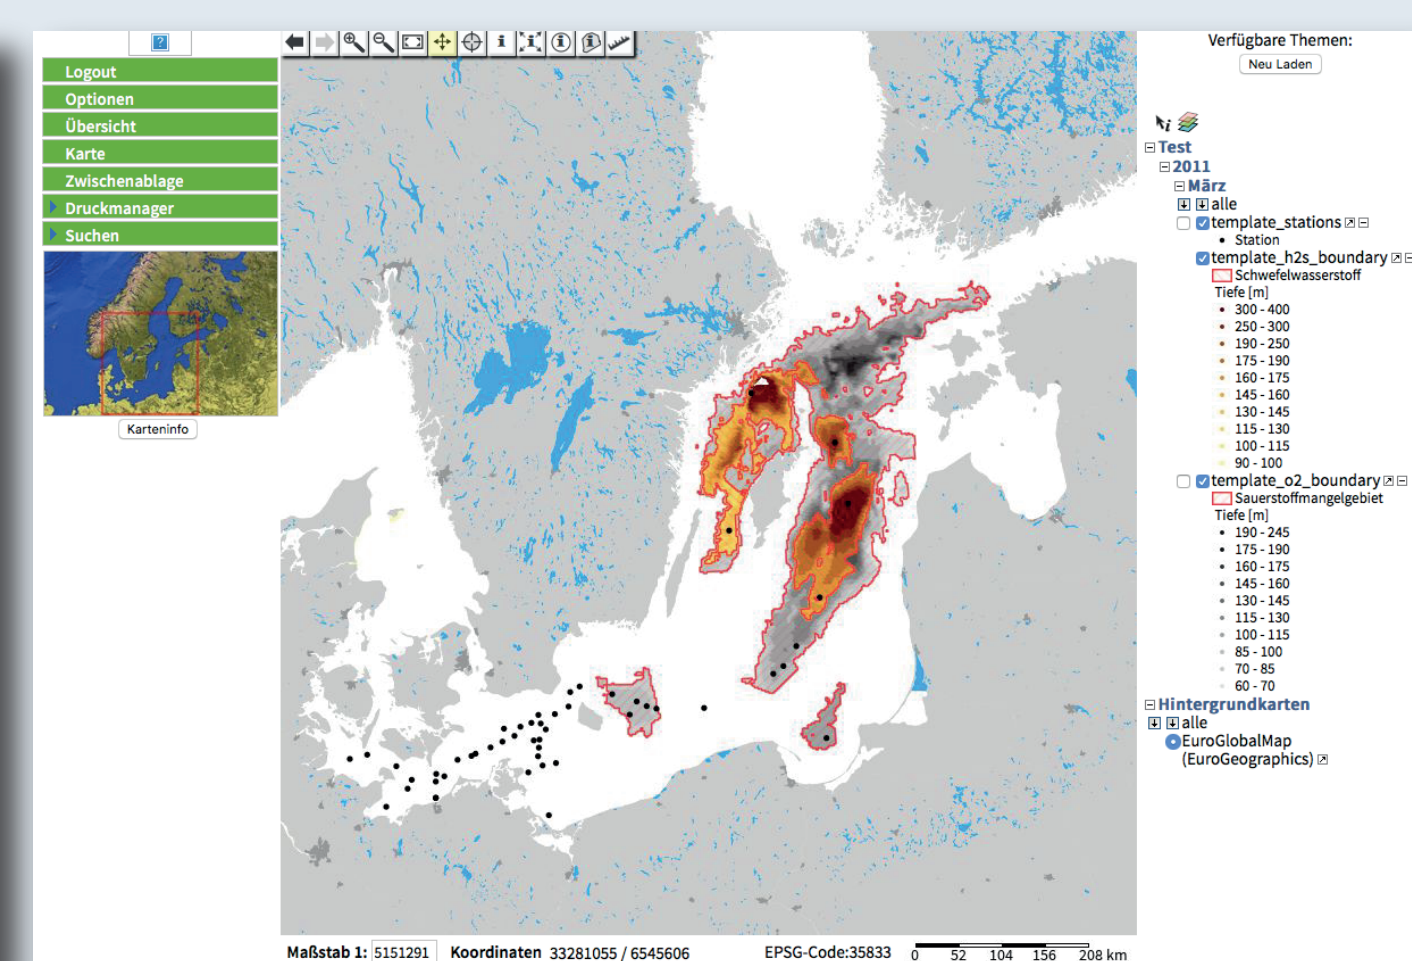 Logout
Optionen
Übersicht
Karte
Zwischenablage
Druckmanager
Suchen
Karteninfo
Verfügbare Themen:
Neu Laden
Test
2011
März
alle
template_stations
Station
template_h2s_boundary
Schwefelwasserstoff
Tiefe [m]
300 - 400
250 - 300
190 - 250
175 - 190
160 - 175
145 - 160
130 - 145
115 - 130
100 - 115
90 - 100
template_o2_boundary
Sauerstoffmangelgebiet
Tiefe [m]
190 - 245
175 - 190
160 - 175
145 - 160
130 - 145
115 - 130
100 - 115
85 - 100
70 - 85
60 - 70
Hintergrundkarten
alle
EuroGlobalMap
(EuroGeographics)
Maßstab 1: 5151291 Koordinaten 33281055 / 6545606 EPSG-Code:35833
0 52 104 156 208 km